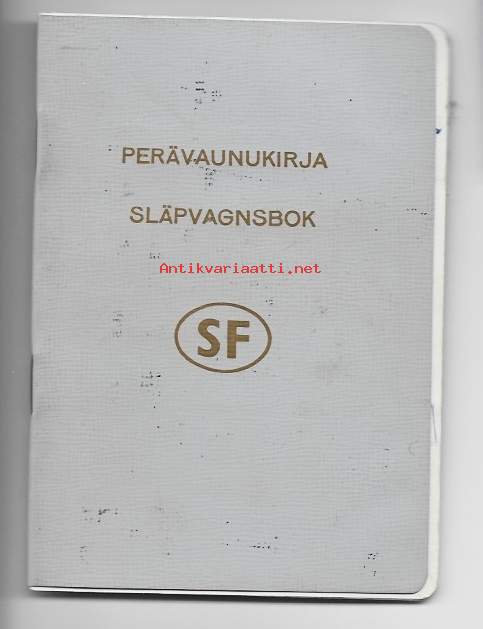 PERÄVAUNUKIRJA
SLÄPVAGNSBOK
Antikvariaatti.net
SF